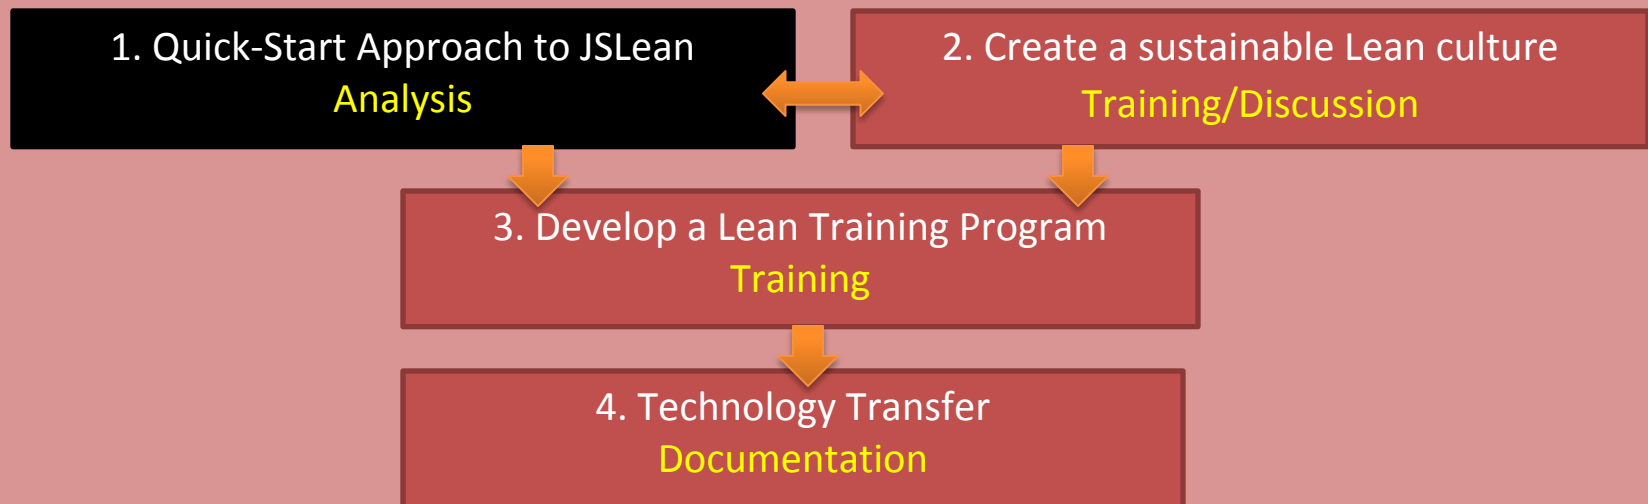 1. Quick-Start Approach to JSLean
Analysis
2. Create a sustainable Lean culture
Training/Discussion
3. Develop a Lean Training Program
Training
4. Technology Transfer
Documentation